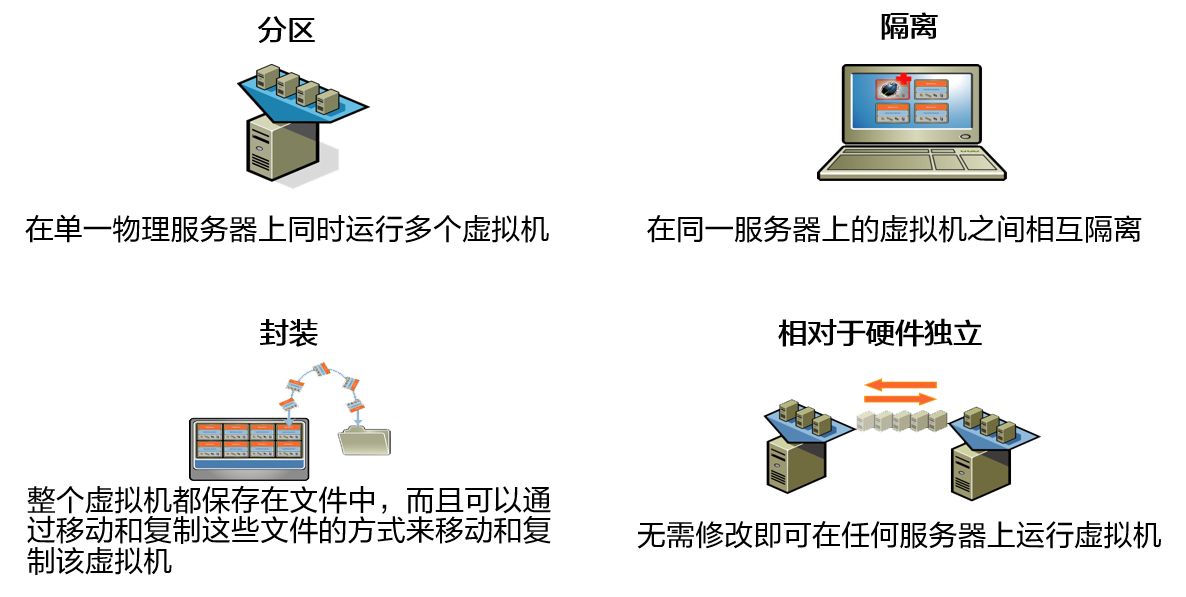 分区
在单一物理服务器上同时运行多个虚拟机
隔离
在同一服务器上的虚拟机之间相互隔离
封装
整个虚拟机都保存在文件中，而且可以通
过移动和复制这些文件的方式来移动和复
制该虚拟机
相对于硬件独立
无需修改即可在任何服务器上运行虚拟机